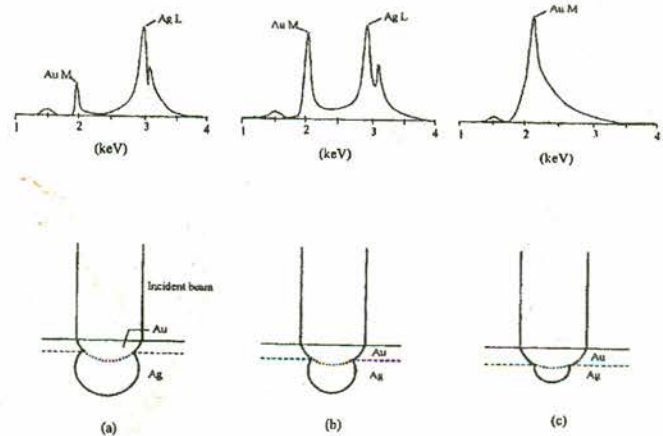 Ag L
Au M
1 2 3 4
(keV)
Au M
Ag L
1 2 3 4
(keV)
Au M
1 2 3 4
(keV)
Incident beam
Au
Ag
(a)
Au
Ag
(b)
Au
Ag
(c)